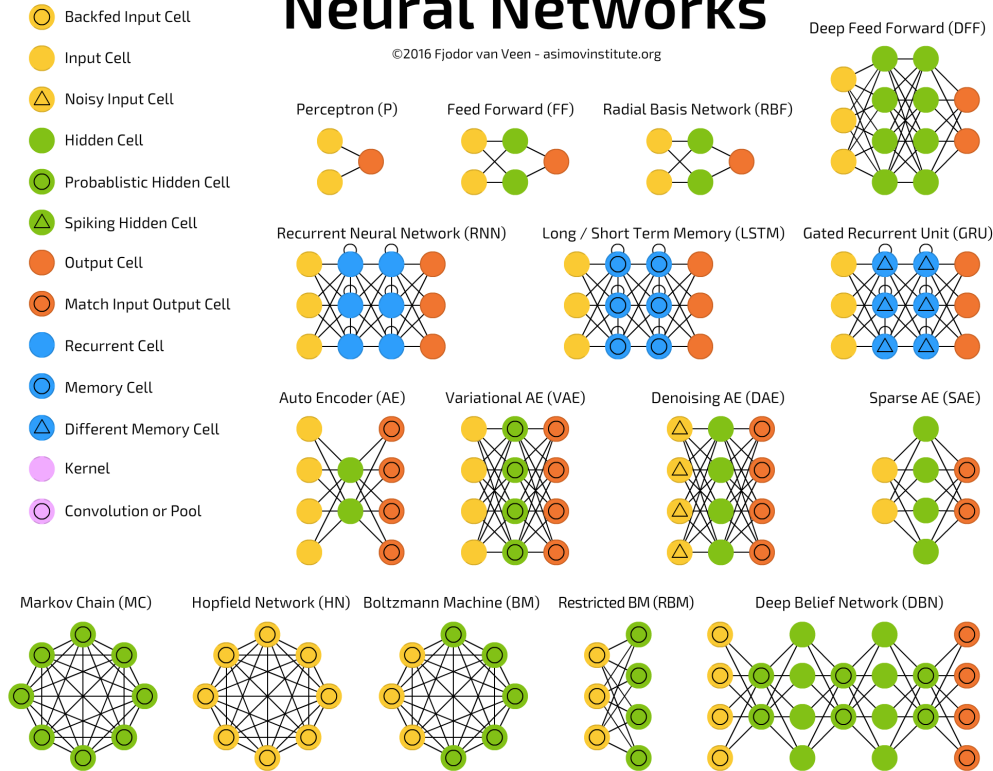 Neural Networks
©2016 Fjodor van Veen - asimovinstitute.org
Backfed Input Cell
Input Cell
Noisy Input Cell
Hidden Cell
Probablistic Hidden Cell
Spiking Hidden Cell
Output Cell
Match Input Output Cell
Recurrent Cell
Memory Cell
Different Memory Cell
Kernel
Convolution or Pool
Deep Feed Forward (DFF)
Perceptron (P)
Feed Forward (FF)
Radial Basis Network (RBF)
Recurrent Neural Network (RNN)
Long / Short Term Memory (LSTM)
Gated Recurrent Unit (GRU)
Auto Encoder (AE)
Variational AE (VAE)
Denoising AE (DAE)
Sparse AE (SAE)
Markov Chain (MC)
Hopfield Network (HN)
Boltzmann Machine (BM)
Restricted BM (RBM)
Deep Belief Network (DBN)